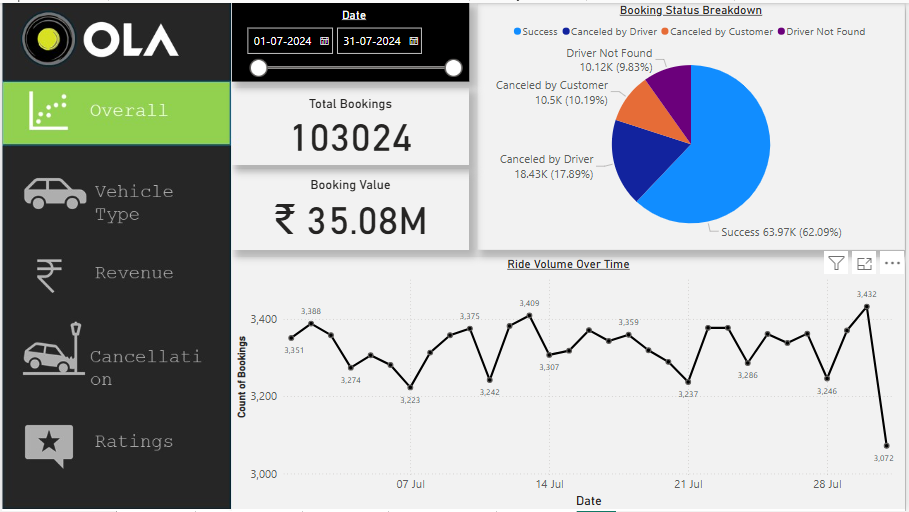 OLA
Overall
Vehicle
Type
Revenue
Cancellati
on
Ratings
Date
01-07-2024
31-07-2024
Total Bookings
103024
Booking Value
₹ 35.08M
Booking Status Breakdown
Success Canceled by Driver Canceled by Customer Driver Not Found
Driver Not Found
10.12K (9.83%)
Canceled by Customer
10.5K (10.19%)
Canceled by Driver
18.43K (17.89%)
Success 63.97K (62.09%)
Ride Volume Over Time
Count of Bookings
3,400
3,200
3,000
3,351
3,388
3,274
3,223
3,375
3,242
3,409
3,307
3,359
3,237
3,286
3,246
3,432
3,072
07 Jul
14 Jul
21 Jul
28 Jul
Date